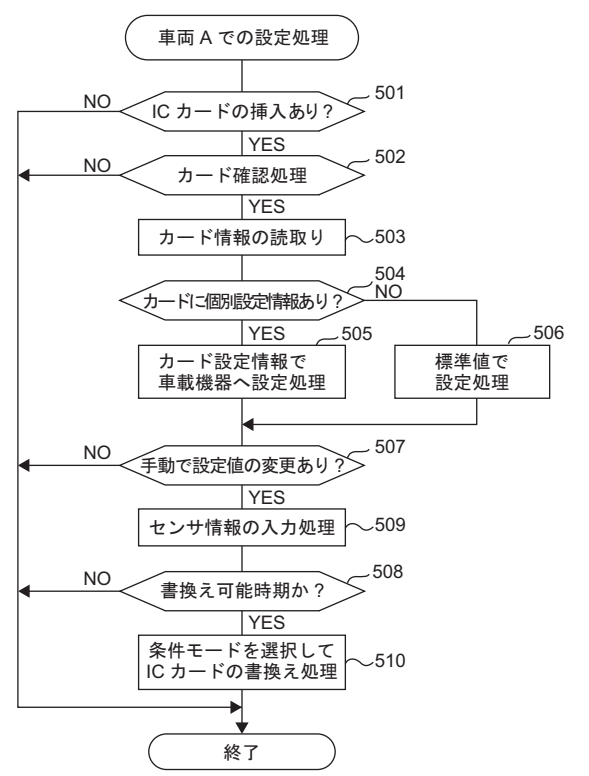 車両 A での設定処理
501
NO
IC カードの挿入あり？
YES
502
NO
カード確認処理
YES
カード情報の読取り
503
504
カードに個別設定情報あり？
NO
YES
505
506
カード設定情報で
車載機器へ設定処理
標準値で
設定処理
507
NO
手動で設定値の変更あり？
YES
センサ情報の入力処理
509
508
NO
書換え可能時期か？
YES
条件モードを選択して
IC カードの書換え処理
510
終了